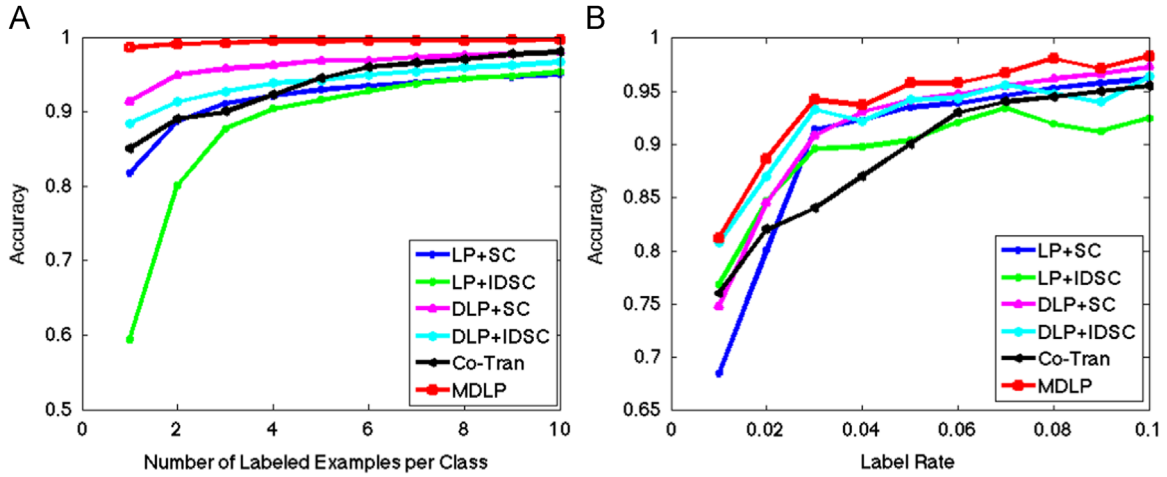 A
1
0.9
0.8
0.7
0.6
0.5
0
2
4
6
8
10
Accuracy
Number of Labeled Examples per Class
LP+SC
LP+IDSC
DLP+SC
DLP+IDSC
Co-Tran
MDLP
B
1
0.95
0.9
0.85
0.8
0.75
0.7
0.65
0
0.02
0.04
0.06
0.08
0.1
Accuracy
Label Rate
LP+SC
LP+IDSC
DLP+SC
DLP+IDSC
Co-Tran
MDLP